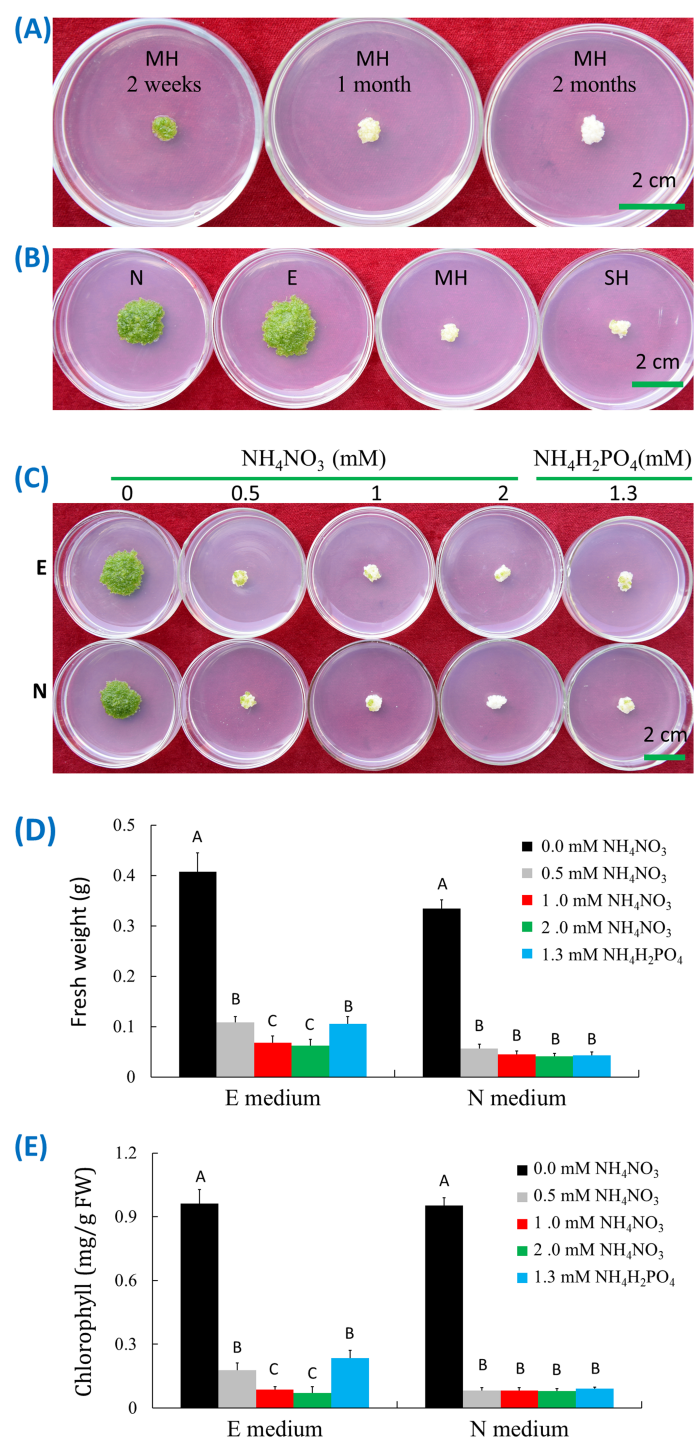 (A)
MH
2 weeks
MH
1 month
MH
2 months
2 cm
(B)
N
E
MH
SH
2 cm
(C)
NH₄NO₃ (mM)
NH₄H₂PO₄(mM)
0
0.5
1
2
1.3
E
N
2 cm
(D)
Fresh weight (g)
0.5
0.4
0.3
0.2
0.1
0
A
B
C
C
B
A
B
B
B
B
0.0 mM NH₄NO₃
0.5 mM NH₄NO₃
1 .0 mM NH₄NO₃
2 .0 mM NH₄NO₃
1.3 mM NH₄H₂PO₄
E medium
N medium
(E)
Chlorophyll (mg/g FW)
1.2
0.9
0.6
0.3
0
A
B
C
C
B
A
B
B
B
B
0.0 mM NH₄NO₃
0.5 mM NH₄NO₃
1 .0 mM NH₄NO₃
2 .0 mM NH₄NO₃
1.3 mM NH₄H₂PO₄
E medium
N medium